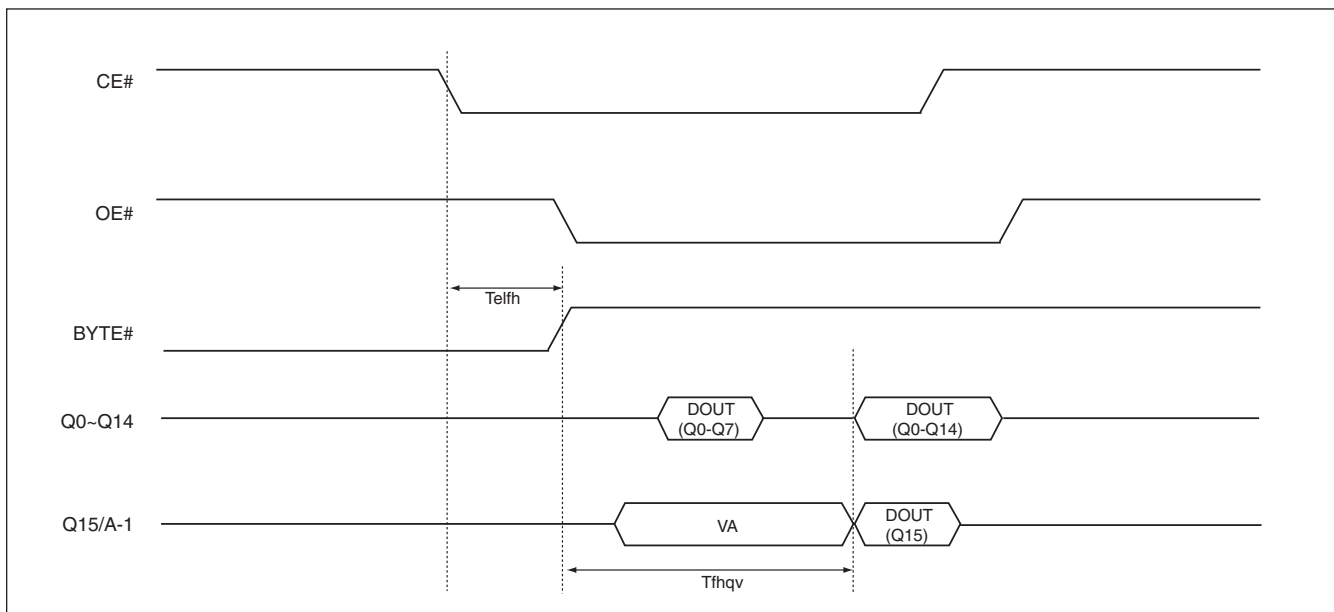 CE#
OE#
Telfh
BYTE#
Q0~Q14
DOUT
(Q0-Q7)
DOUT
(Q0-Q14)
Q15/A-1
VA
DOUT
(Q15)
Tfhqv